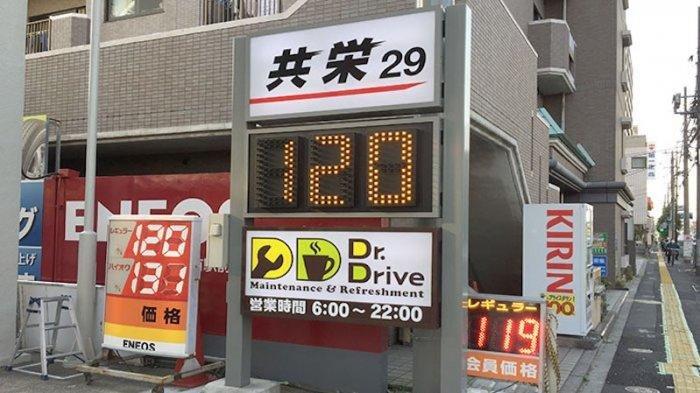 共栄29
120
Dr.
Drive
Maintenance & Refreshment
営業時間 6:00～22:00
ENEOS
レギュラー
120
ハイオク
133
価格
ENEOS
レギュラー
119
会員価格
KIRIN